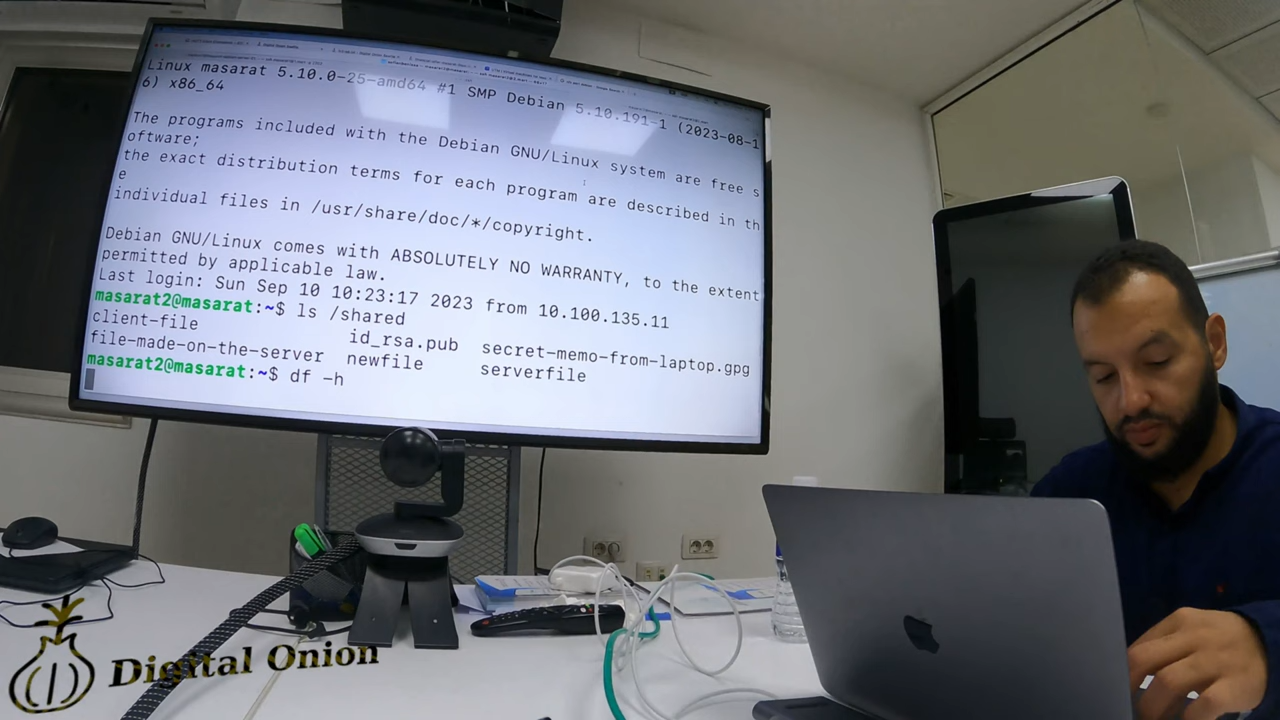 Linux masarat 5.10.0-25-amd64 #1 SMP Debian 5.10.191-1 (2023-08-1
6) x86_64
The programs included with the Debian GNU/Linux system are free s
oftware;
the exact distribution terms for each program are described in th
e
individual files in /usr/share/doc/*/copyright.
Debian GNU/Linux comes with ABSOLUTELY NO WARRANTY, to the extent
permitted by applicable law.
Last login: Sun Sep 10 10:23:17 2023 from 10.100.135.11
masarat2@masarat:~$ ls /shared
client-file id_rsa.pub secret-memo-from-laptop.gpg
file-made-on-the-server newfile serverfile
masarat2@masarat:~$ df -h
Digital Onion